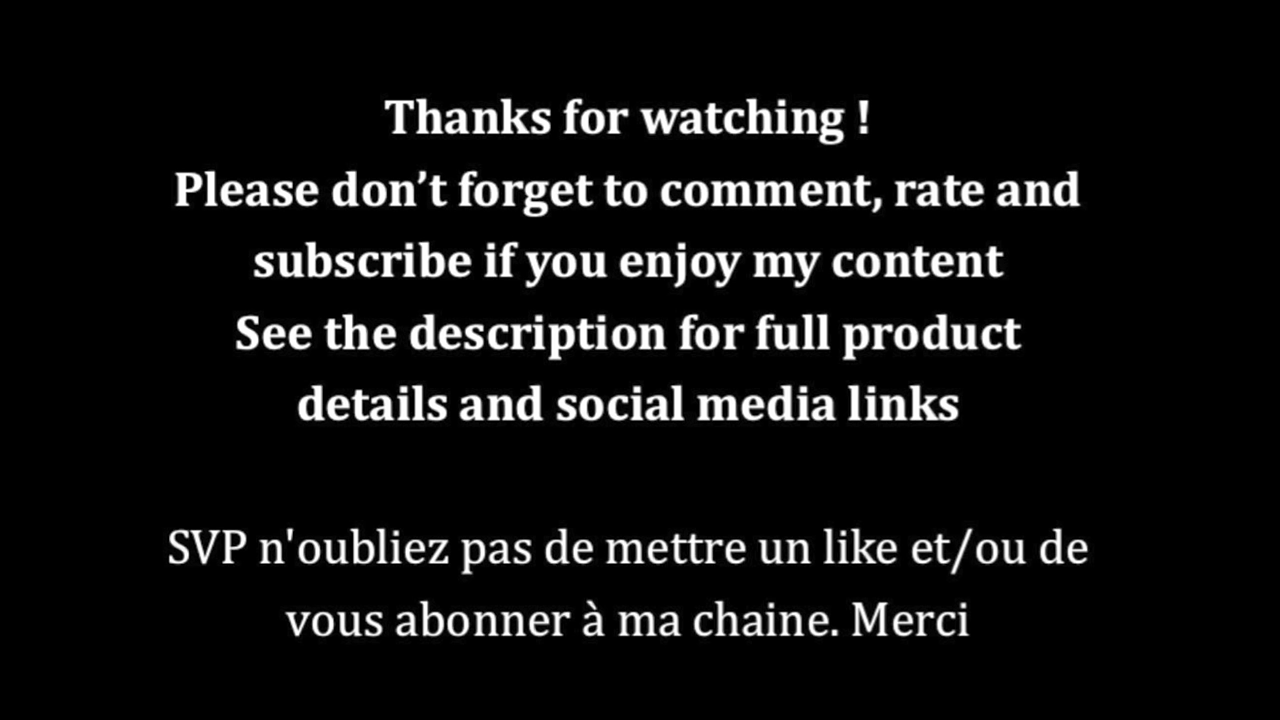 Thanks for watching !
Please don’t forget to comment, rate and
subscribe if you enjoy my content
See the description for full product
details and social media links
SVP n'oubliez pas de mettre un like et/ou de
vous abonner à ma chaine. Merci